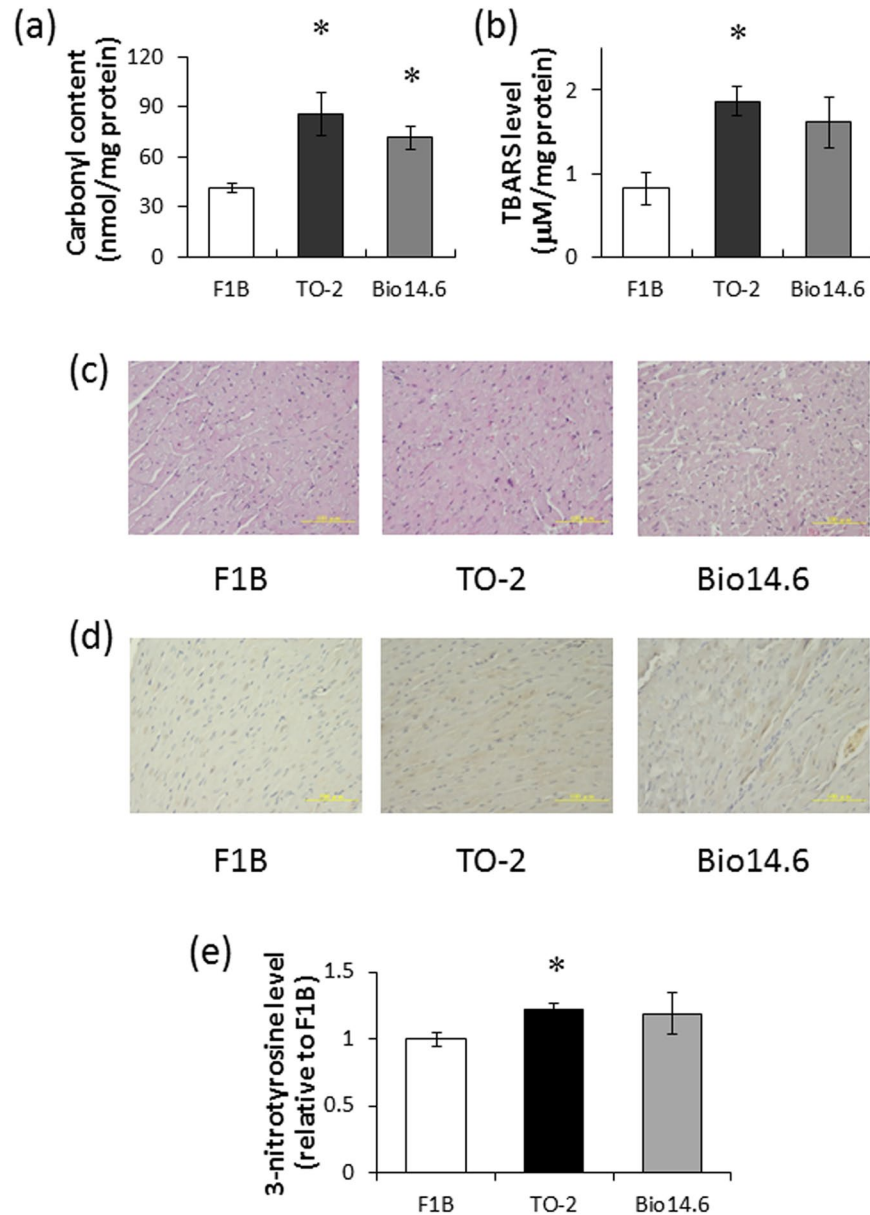 (a)
Carbonyl content
(nmol/mg protein)
120
90
60
30
0
*
*
F1B
TO-2
Bio14.6
(b)
TBARS level
(μM/mg protein)
2
1
0
*
F1B
TO-2
Bio14.6
(c)
F1B
TO-2
Bio14.6
(d)
F1B
TO-2
Bio14.6
(e)
3-nitrotyrosine level
(relative to F1B)
1.5
1
0.5
0
*
F1B
TO-2
Bio14.6